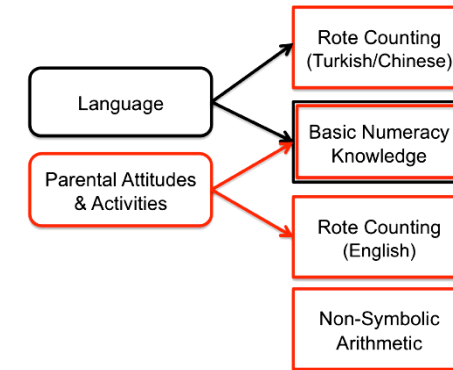 Rote Counting
(Turkish/Chinese)
Language
Basic Numeracy
Knowledge
Parental Attitudes
& Activities
Rote Counting
(English)
Non-Symbolic
Arithmetic